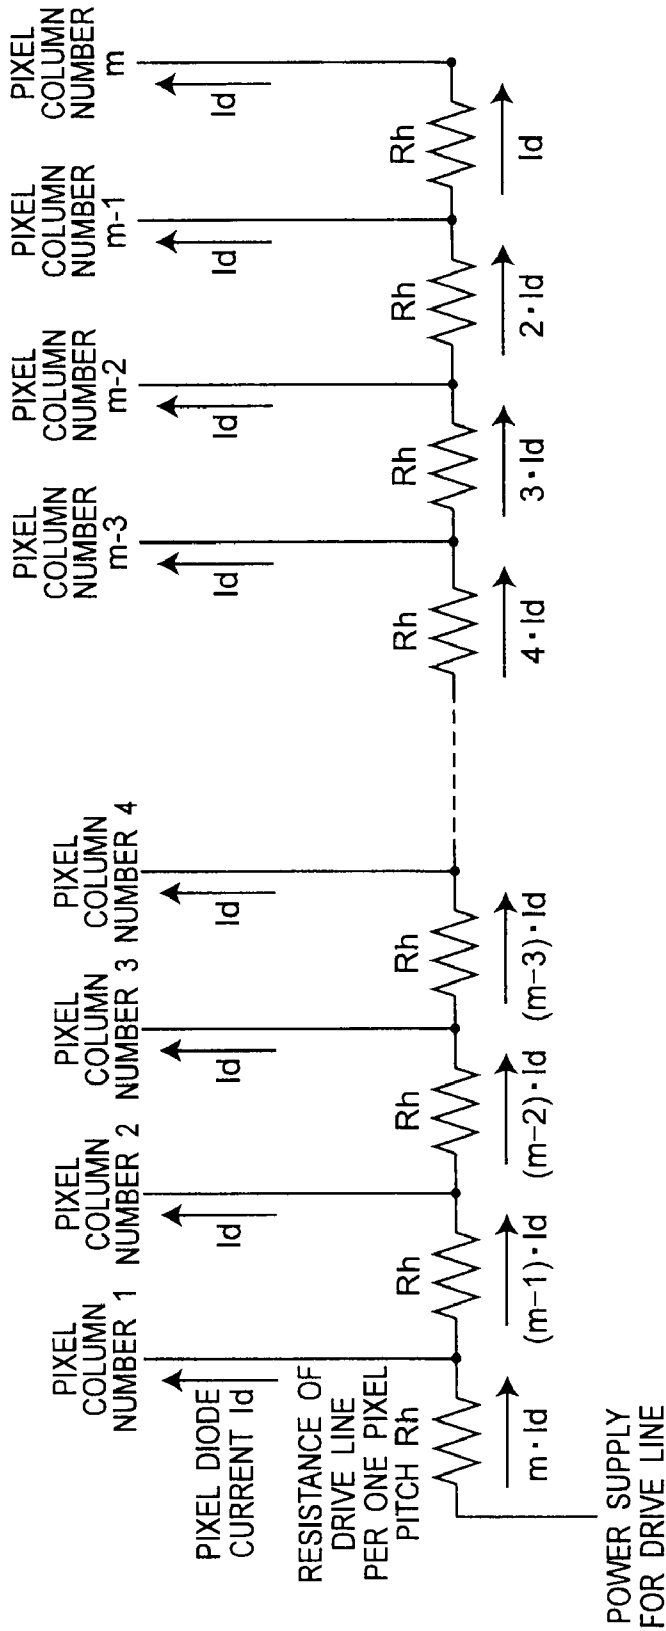 PIXEL
COLUMN
NUMBER 1
PIXEL
COLUMN
NUMBER 2
PIXEL
COLUMN
NUMBER 3
PIXEL
COLUMN
NUMBER 4
PIXEL
COLUMN
NUMBER
m-3
PIXEL
COLUMN
NUMBER
m-2
PIXEL
COLUMN
NUMBER
m-1
PIXEL
COLUMN
NUMBER
m
PIXEL DIODE
CURRENT Id
Id
Id
Id
Id
Id
Id
Id
RESISTANCE OF
DRIVE LINE
PER ONE PIXEL
PITCH Rh
Rh
Rh
Rh
Rh
Rh
Rh
Rh
m・Id
(m-1)・Id
(m-2)・Id
(m-3)・Id
4・Id
3・Id
2・Id
Id
POWER SUPPLY
FOR DRIVE LINE